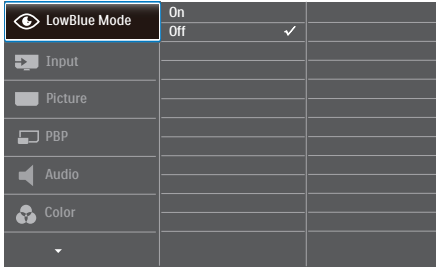 LowBlue Mode
On
Off
Input
Picture
PBP
Audio
Color